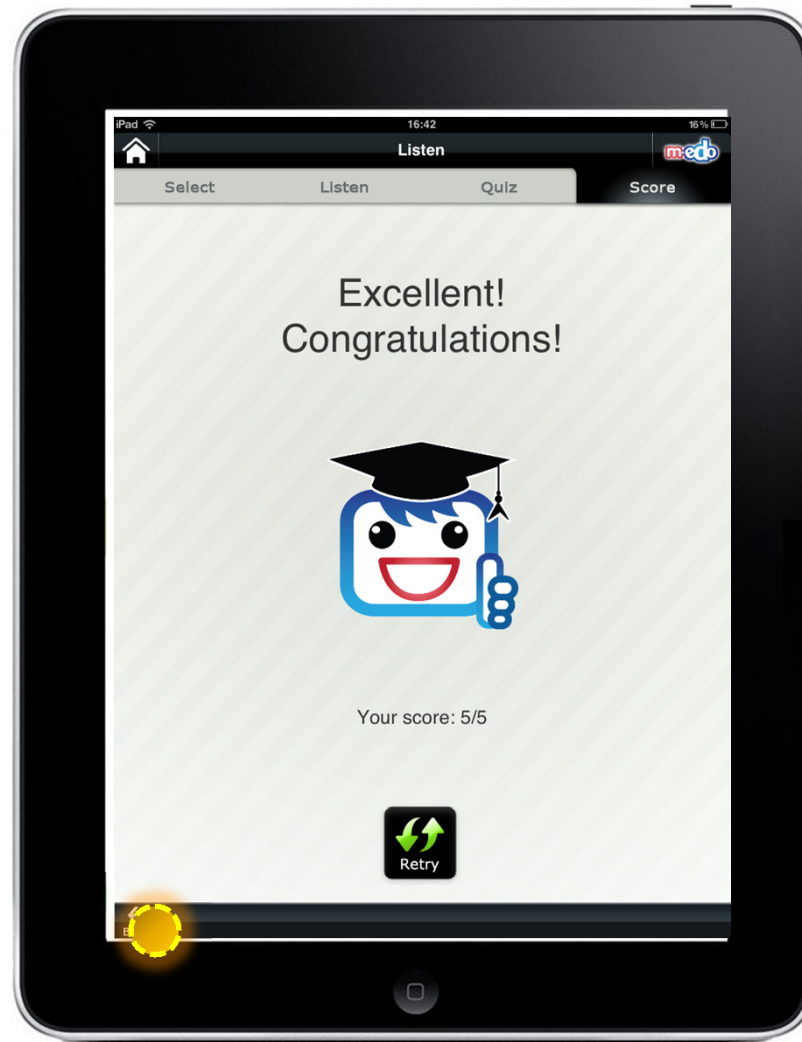 iPad 16:42 16%
Listen
m-edo
Select Listen Quiz Score
Excellent!
Congratulations!
Your score: 5/5
Retry